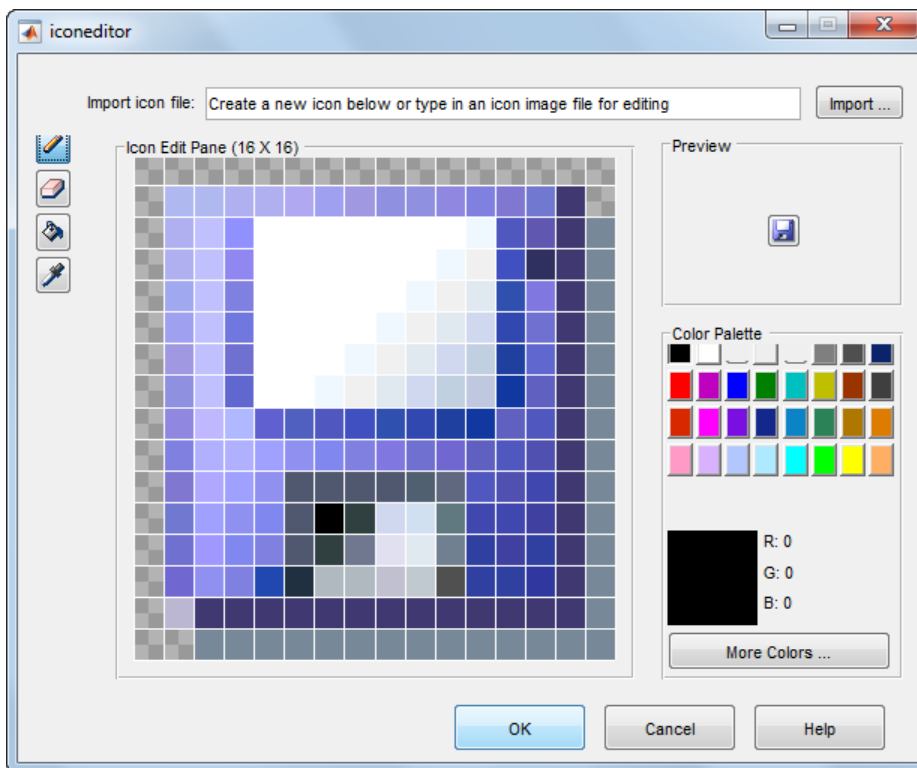 iconeditor
Import icon file: Create a new icon below or type in an icon image file for editing Import ...
Icon Edit Pane (16 X 16)
Preview
Color Palette
R: 0
G: 0
B: 0
More Colors ...
OK Cancel Help